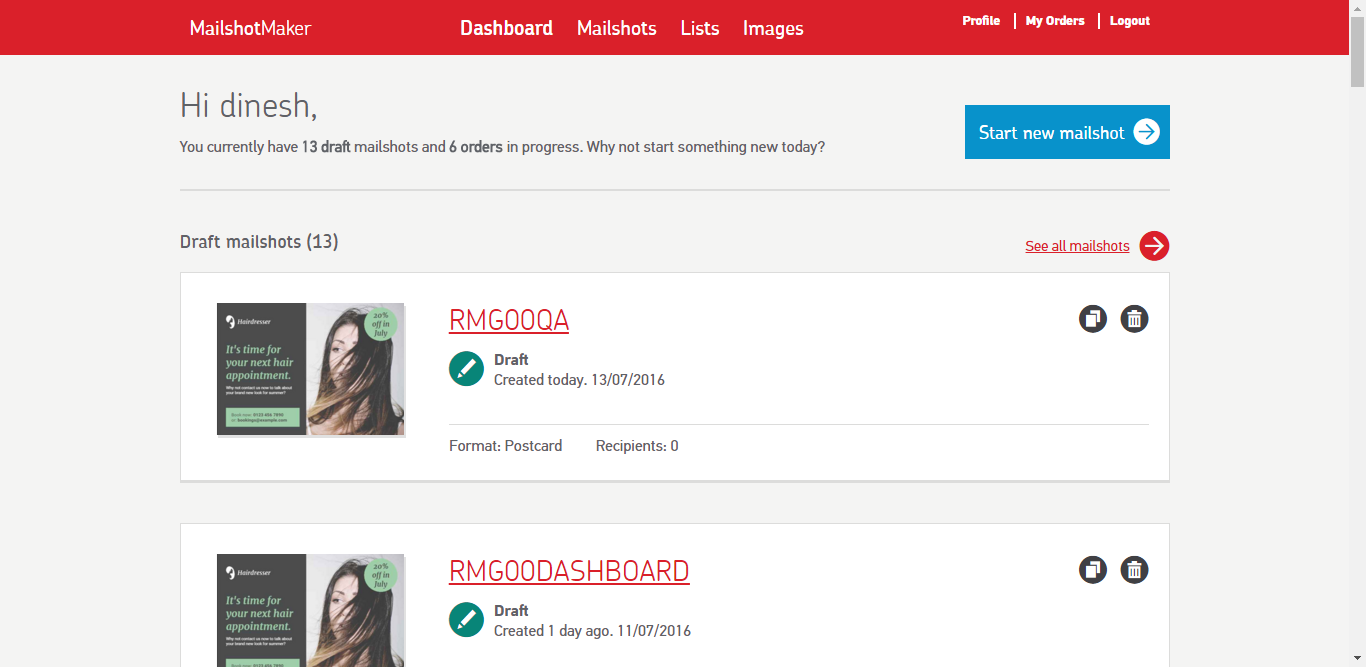 MailshotMaker
Dashboard Mailshots Lists Images
Profile My Orders Logout
Hi dinesh,
You currently have 13 draft mailshots and 6 orders in progress. Why not start something new today?
Start new mailshot
Draft mailshots (13)
See all mailshots
Hairdresser
20%
off in
July
It's time for
your next hair
appointment.
Why not contact us now to talk about
your brand new look for summer?
Book now: 0123 456 7890
or: bookings@example.com
RMG00QA
Draft
Created today. 13/07/2016
Format: Postcard Recipients: 0
Hairdresser
20%
off in
July
It's time for
your next hair
appointment.
Why not contact us now to talk about
your brand new look for summer?
Book now: 0123 456 7890
RMG00DASHBOARD
Draft
Created 1 day ago. 11/07/2016